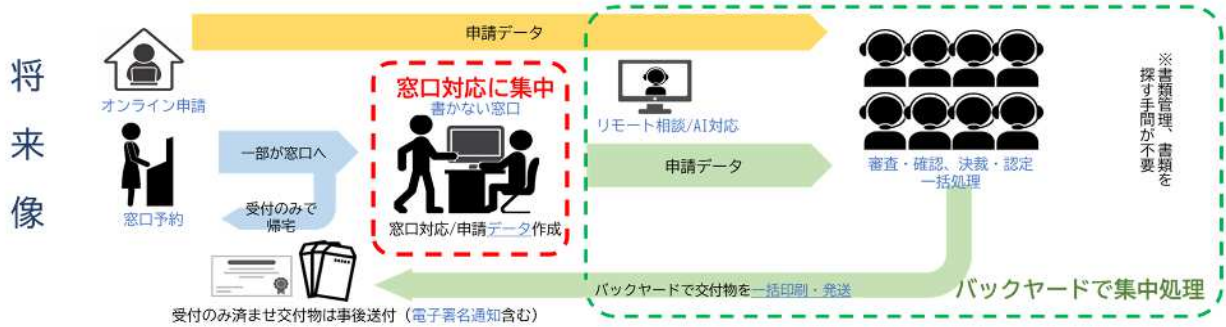 将来像
申請データ
オンライン申請
窓口対応に集中
書かない窓口
リモート相談/AI対応
※書類管理、書類を
探す手間が不要
一部が窓口へ
申請データ
審査・確認、決裁・認定
一括処理
窓口予約
受付のみで
帰宅
窓口対応/申請データ作成
バックヤードで交付物を一括印刷・発送
バックヤードで集中処理
受付のみ済ませ交付物は事後送付（電子署名通知含む）